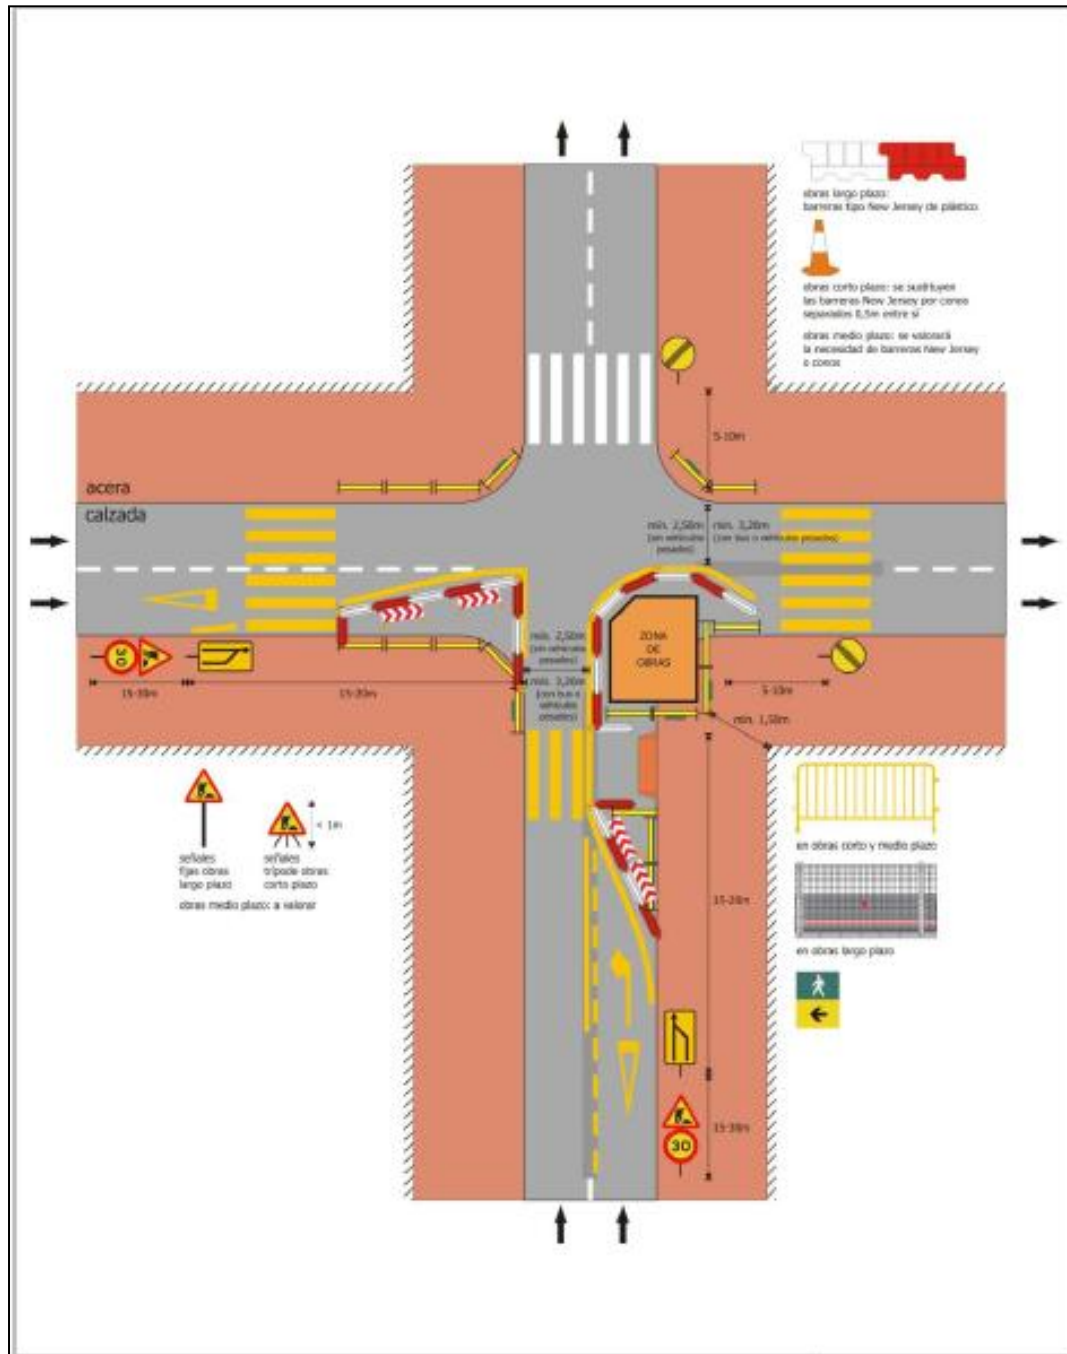 obras largo plazo:
barreras tipo New Jersey de plástico
obras corto plazo: se sustituyen
las barreras New Jersey por conos
separados 0,5m entre sí
obras medio plazo: se valorará
la necesidad de barreras New Jersey
o conos
5-10m
acera
calzada
mín. 2,50m
(sin vehículos
pesados)
mín. 3,20m
(con bus o vehículos pesados)
30
15-30m
15-20m
mín. 2,50m
(sin vehículos
pesados)
mín. 3,20m
(con bus o
vehículos
pesados)
ZONA
DE
OBRAS
5-10m
mín. 1,50m
señales
fijas obras
largo plazo
< 1m
señales
trípode obras
corto plazo
obras medio plazo: a valorar
en obras corto y medio plazo
15-20m
en obras largo plazo
15-30m
30